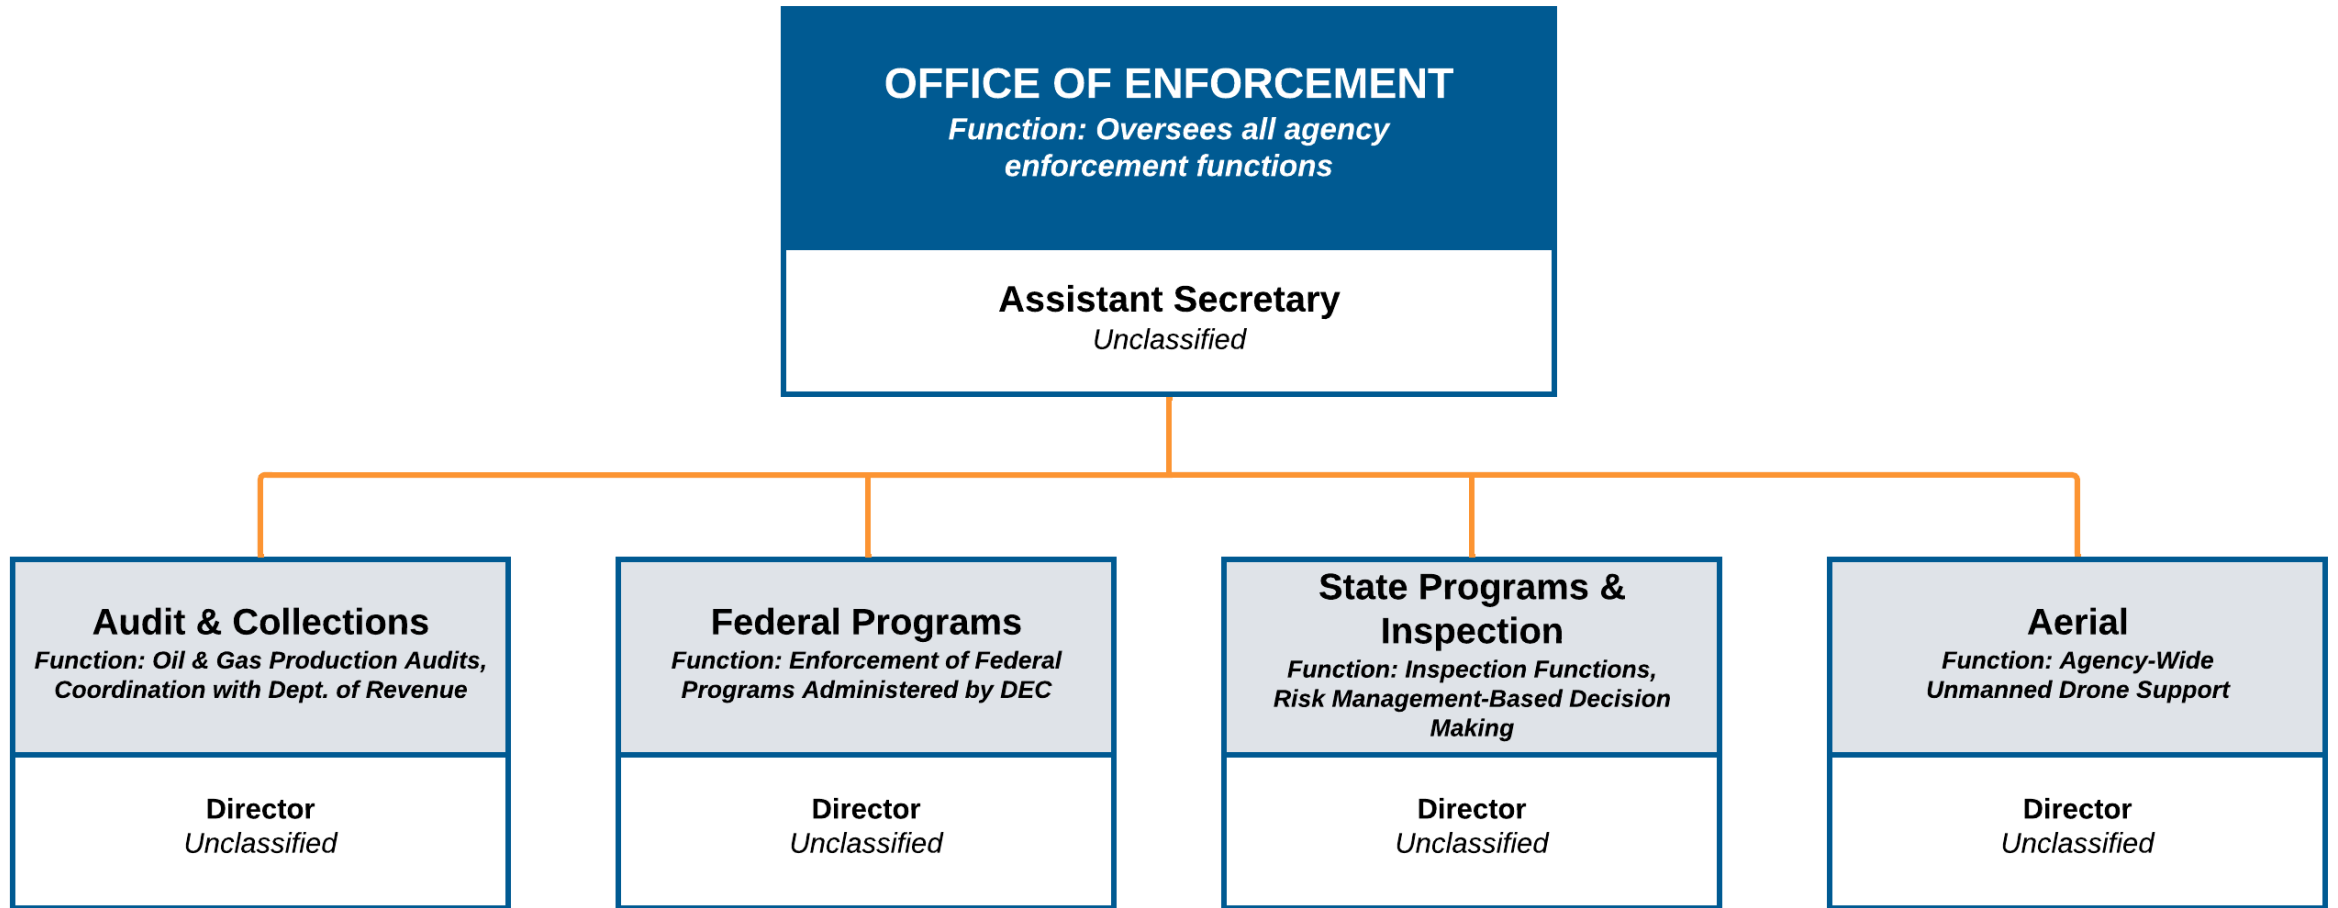 OFFICE OF ENFORCEMENT
Function: Oversees all agency
enforcement functions
Assistant Secretary
Unclassified
Audit & Collections
Function: Oil & Gas Production Audits,
Coordination with Dept. of Revenue
Director
Unclassified
Federal Programs
Function: Enforcement of Federal
Programs Administered by DEC
Director
Unclassified
State Programs &
Inspection
Function: Inspection Functions,
Risk Management-Based Decision
Making
Director
Unclassified
Aerial
Function: Agency-Wide
Unmanned Drone Support
Director
Unclassified